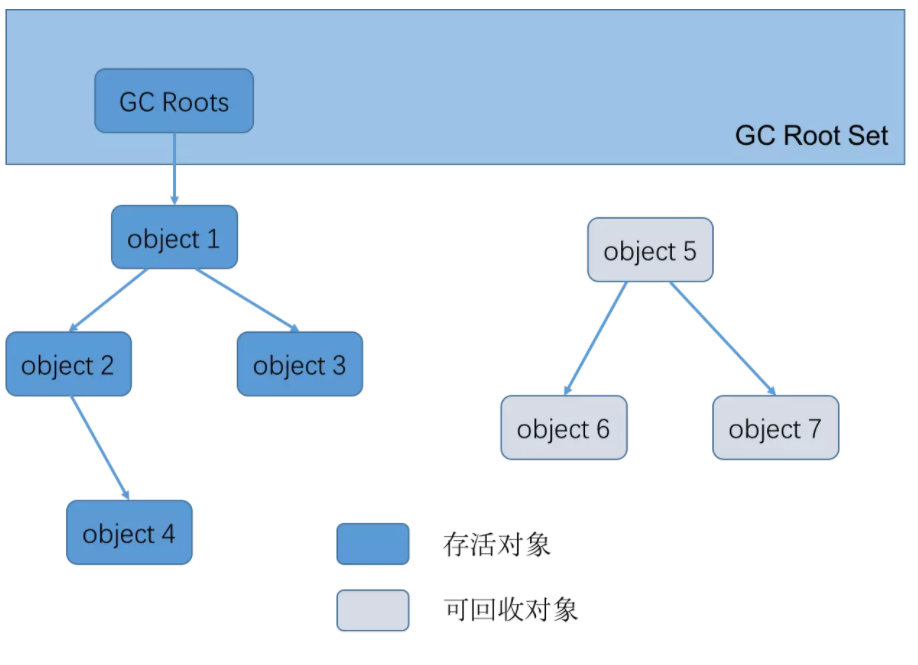 GC Roots
GC Root Set
object 1
object 5
object 2
object 3
object 6
object 7
object 4
存活对象
可回收对象